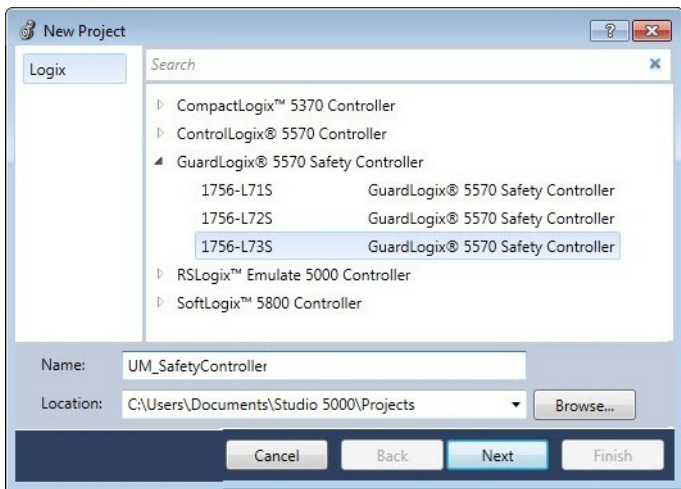 New Project
Logix
Search
CompactLogix™ 5370 Controller
ControlLogix® 5570 Controller
GuardLogix® 5570 Safety Controller
1756-L71S GuardLogix® 5570 Safety Controller
1756-L72S GuardLogix® 5570 Safety Controller
1756-L73S GuardLogix® 5570 Safety Controller
RSLogix™ Emulate 5000 Controller
SoftLogix™ 5800 Controller
Name: UM_SafetyController
Location: C:\Users\Documents\Studio 5000\Projects Browse...
Cancel Back Next Finish